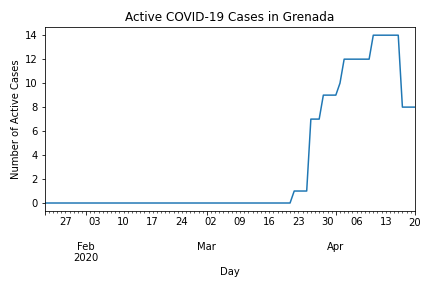 Active COVID-19 Cases in Grenada
14
12
10
8
6
4
2
0
Number of Active Cases
27 03 10 17 24 02 09 16 23 30 06 13 20
Feb Mar Apr
2020
Day